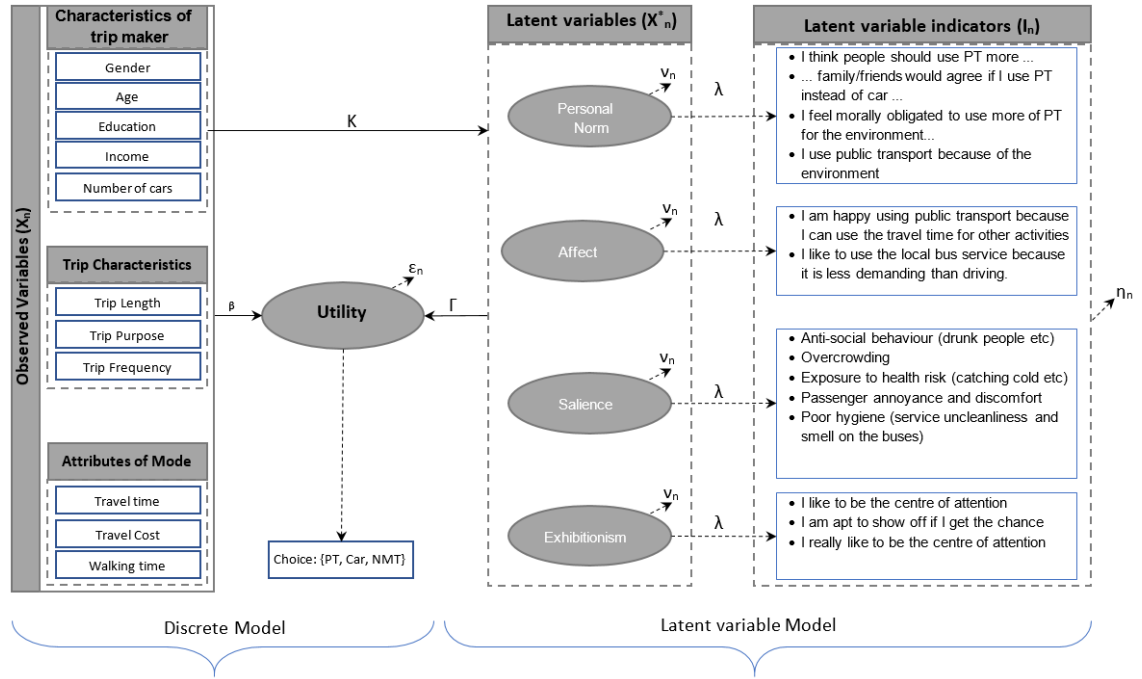 Observed Variables (Xₙ)
Characteristics of
trip maker
Gender
Age
Education
Income
Number of cars
Trip Characteristics
Trip Length
Trip Purpose
Trip Frequency
Attributes of Mode
Travel time
Travel Cost
Walking time
K
β
εₙ
Utility
Γ
Choice: {PT, Car, NMT}
Latent variables (X*ₙ)
νₙ
Personal
Norm
λ
νₙ
Affect
λ
νₙ
Salience
λ
νₙ
Exhibitionism
λ
Latent variable indicators (Iₙ)
• I think people should use PT more ...
• ... family/friends would agree if I use PT
instead of car ...
• I feel morally obligated to use more of PT
for the environment...
• I use public transport because of the
environment
• I am happy using public transport because
I can use the travel time for other activities
• I like to use the local bus service because
it is less demanding than driving.
• Anti-social behaviour (drunk people etc)
• Overcrowding
• Exposure to health risk (catching cold etc)
• Passenger annoyance and discomfort
• Poor hygiene (service uncleanliness and
smell on the buses)
• I like to be the centre of attention
• I am apt to show off if I get the chance
• I really like to be the centre of attention
ηₙ
Discrete Model
Latent variable Model